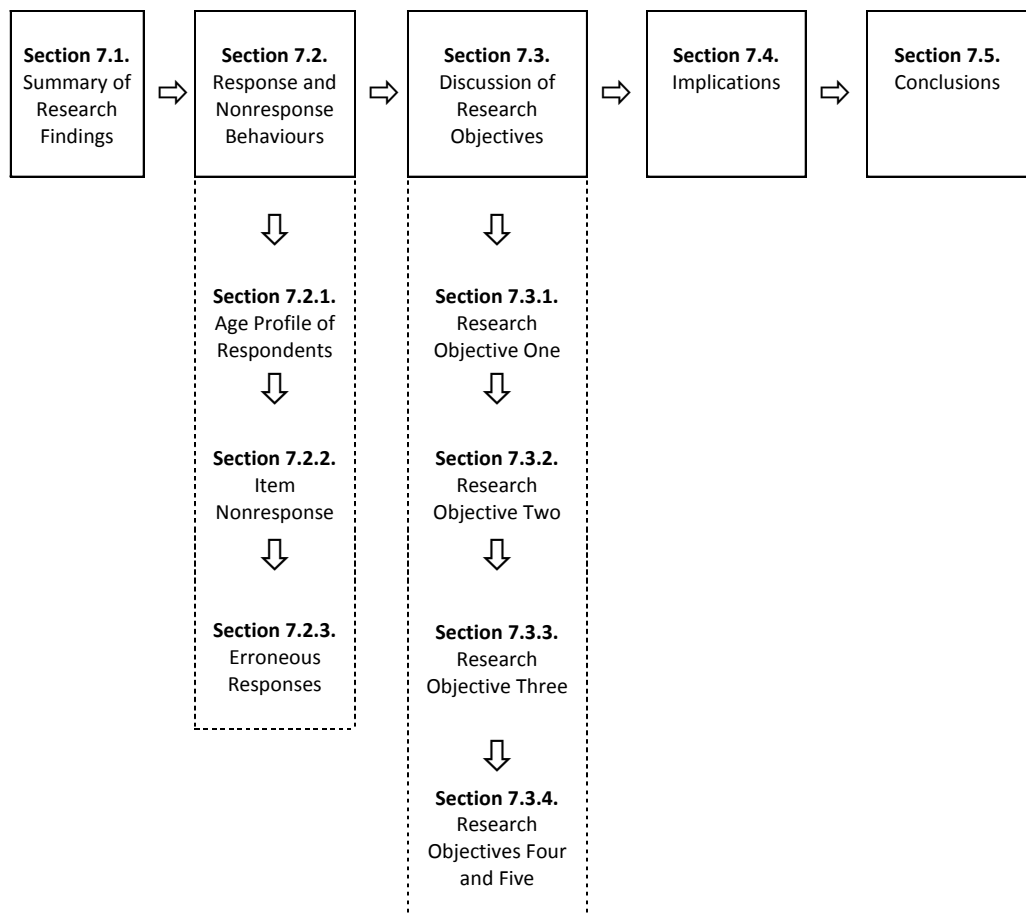 Section 7.1.
Summary of
Research
Findings
Section 7.2.
Response and
Nonresponse
Behaviours
Section 7.3.
Discussion of
Research
Objectives
Section 7.4.
Implications
Section 7.5.
Conclusions
Section 7.2.1.
Age Profile of
Respondents
Section 7.2.2.
Item
Nonresponse
Section 7.2.3.
Erroneous
Responses
Section 7.3.1.
Research
Objective One
Section 7.3.2.
Research
Objective Two
Section 7.3.3.
Research
Objective Three
Section 7.3.4.
Research
Objectives Four
and Five